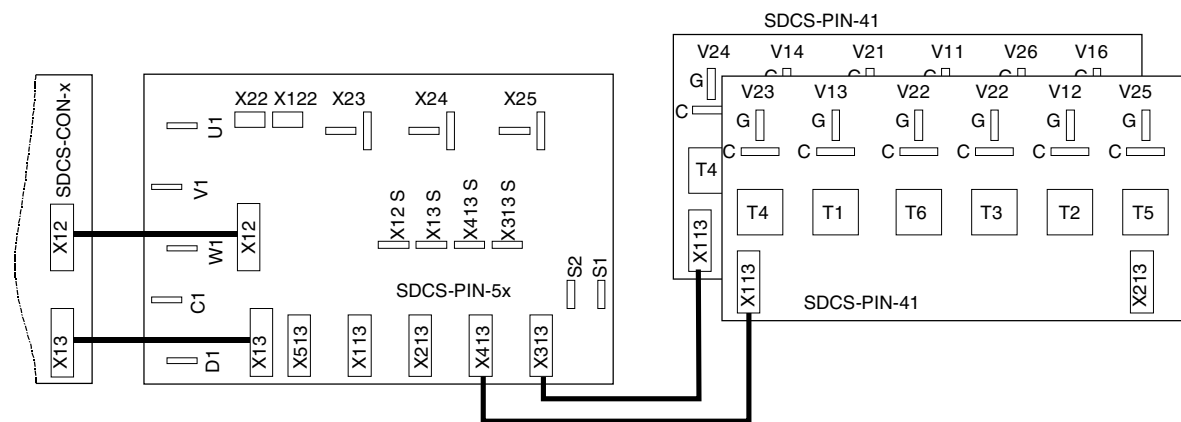 SDCS-PIN-41
V24 V14 V21 V11 V26 V16
G
C
T4
X113
V23 V13 V22 V22 V12 V25
G G G G G G
C C C C C C
T4 T1 T6 T3 T2 T5
X113
X213
SDCS-PIN-41
SDCS-CON-x
X12
X13
X22 X122 X23 X24 X25
U1
V1
W1
C1
D1
X12
X12 S
X13 S
X413 S
X313 S
S2
S1
SDCS-PIN-5x
X13
X513
X113
X213
X413
X313